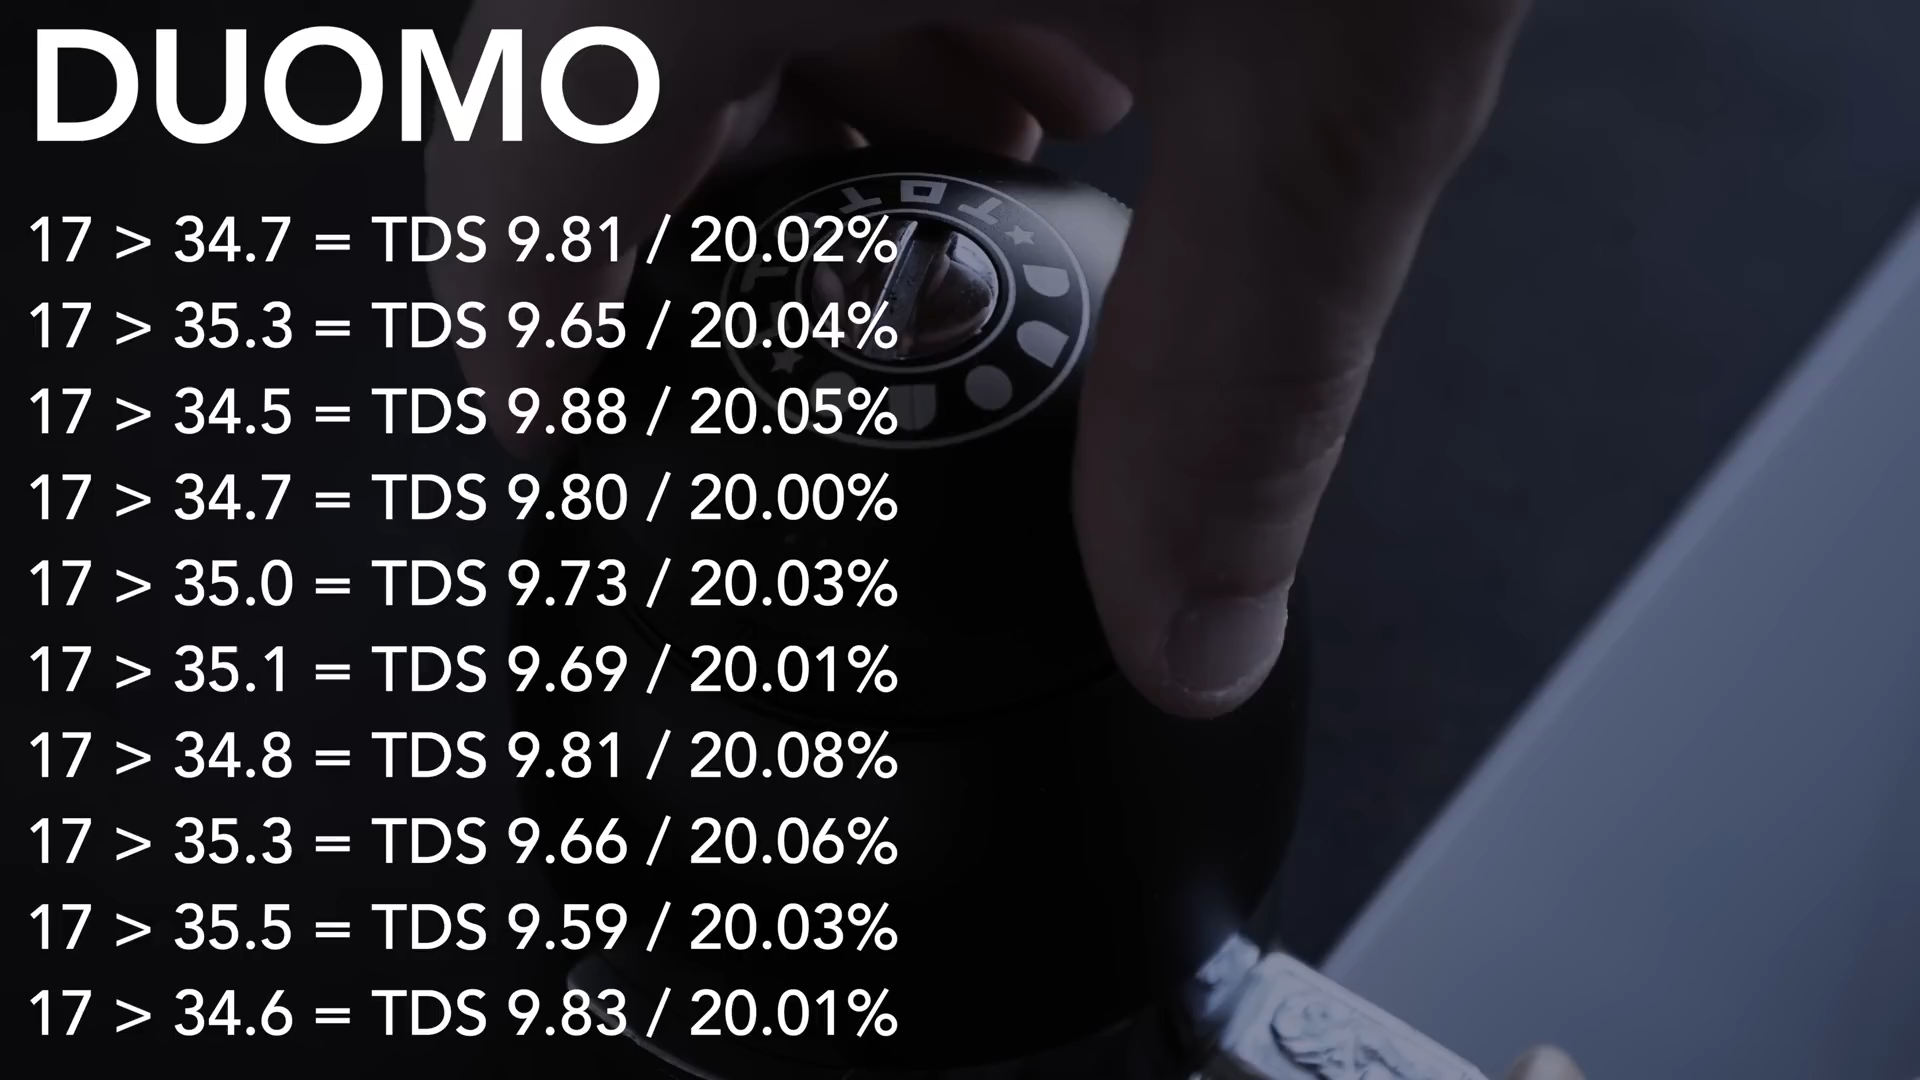 DUOMO
17 > 34.7 = TDS 9.81 / 20.02%
17 > 35.3 = TDS 9.65 / 20.04%
17 > 34.5 = TDS 9.88 / 20.05%
17 > 34.7 = TDS 9.80 / 20.00%
17 > 35.0 = TDS 9.73 / 20.03%
17 > 35.1 = TDS 9.69 / 20.01%
17 > 34.8 = TDS 9.81 / 20.08%
17 > 35.3 = TDS 9.66 / 20.06%
17 > 35.5 = TDS 9.59 / 20.03%
17 > 34.6 = TDS 9.83 / 20.01%